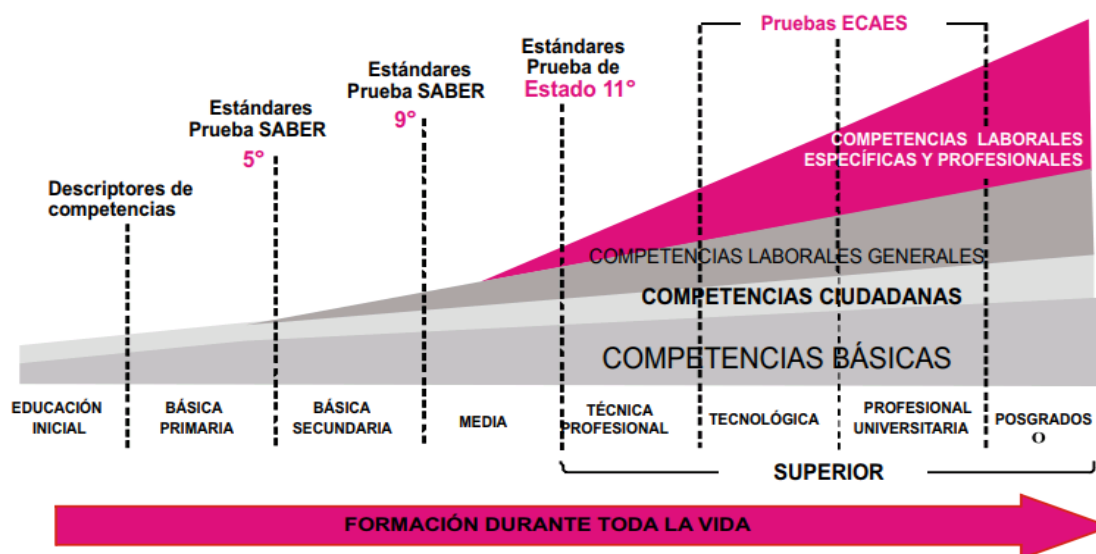 Pruebas ECAES
Estándares
Prueba de
Estado 11°
Estándares
Prueba SABER
9°
Estándares
Prueba SABER
5°
Descriptores de
competencias
COMPETENCIAS LABORALES
ESPECÍFICAS Y PROFESIONALES
COMPETENCIAS LABORALES GENERALES
COMPETENCIAS CIUDADANAS
COMPETENCIAS BÁSICAS
EDUCACIÓN
INICIAL
BÁSICA
PRIMARIA
BÁSICA
SECUNDARIA
MEDIA
TÉCNICA
PROFESIONAL
TECNOLÓGICA
PROFESIONAL
UNIVERSITARIA
POSGRADOS
O
SUPERIOR
FORMACIÓN DURANTE TODA LA VIDA